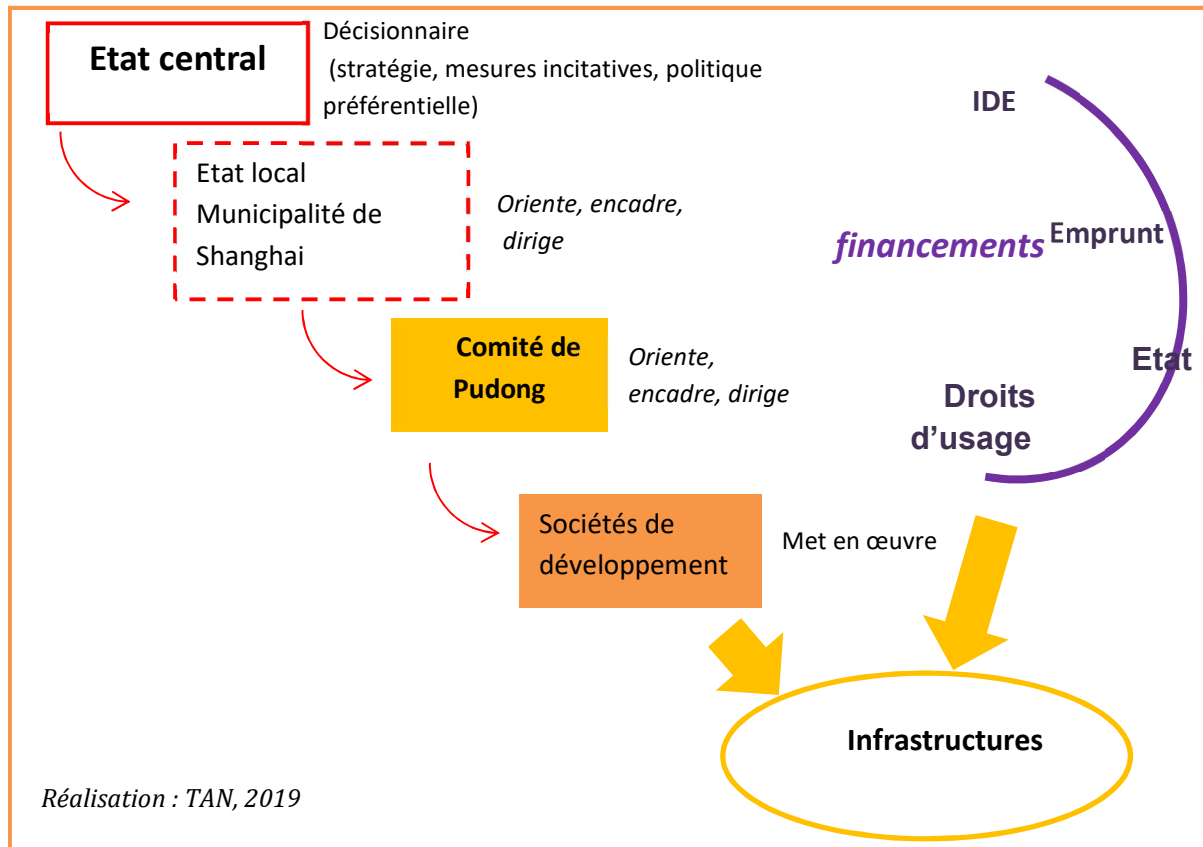 Etat central
Décisionnaire
(stratégie, mesures incitatives, politique
préférentielle)
Etat local
Municipalité de
Shanghai
Oriente, encadre,
dirige
Comité de
Pudong
Oriente,
encadre, dirige
Sociétés de
développement
Met en œuvre
IDE
financements
Emprunt
Etat
Droits
d’usage
Infrastructures
Réalisation : TAN, 2019